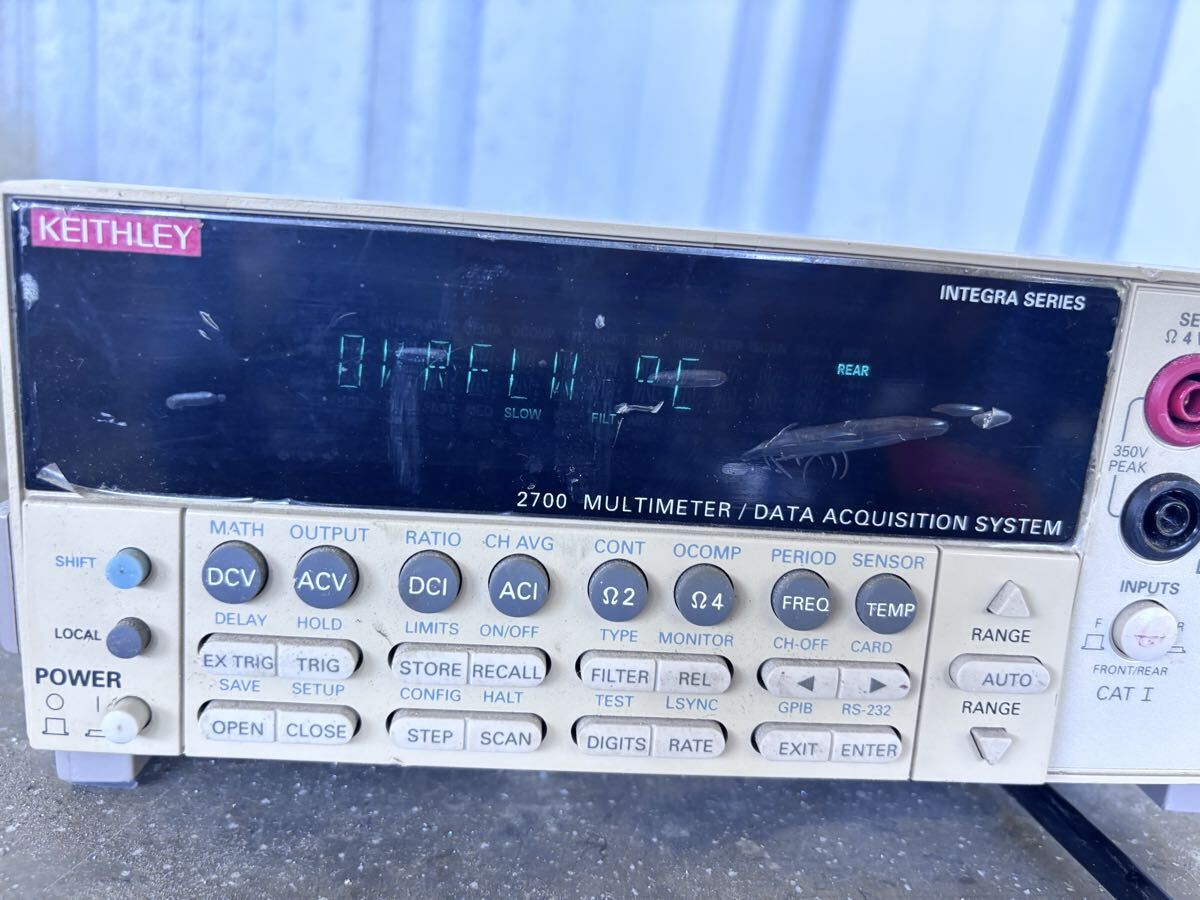 KEITHLEY
INTEGRA SERIES
OVRFLW °C
REAR
SLOW FILT
2700 MULTIMETER / DATA ACQUISITION SYSTEM
Ω 4
350V
PEAK
SHIFT
LOCAL
POWER
MATH OUTPUT RATIO CH AVG CONT OCOMP PERIOD SENSOR
DCV ACV DCI ACI Ω2 Ω4 FREQ TEMP
DELAY HOLD LIMITS ON/OFF TYPE MONITOR CH-OFF CARD
EX TRIG TRIG STORE RECALL FILTER REL
SAVE SETUP CONFIG HALT TEST LSYNC GPIB RS-232
OPEN CLOSE STEP SCAN DIGITS RATE EXIT ENTER
RANGE
AUTO
RANGE
INPUTS
F R
FRONT/REAR
CAT I